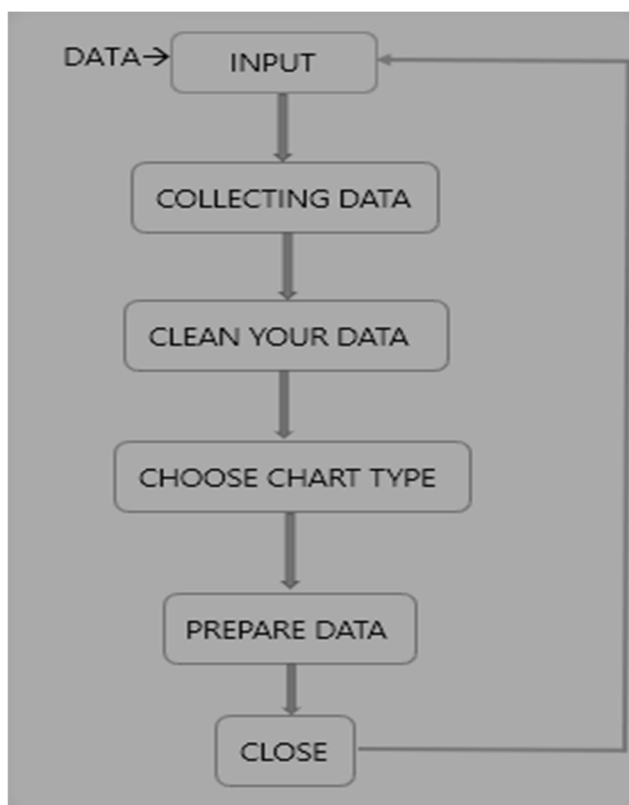 DATA→ INPUT
COLLECTING DATA
CLEAN YOUR DATA
CHOOSE CHART TYPE
PREPARE DATA
CLOSE